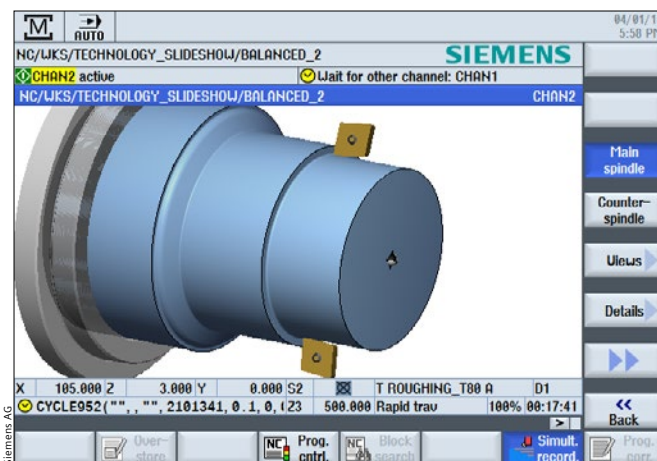 M
AUTO
04/01/1
5:58 PM
NC/WKS/TECHNOLOGY_SLIDESHOW/BALANCED_2
SIEMENS
CHAN2 active
Wait for other channel: CHAN1
NC/WKS/TECHNOLOGY_SLIDESHOW/BALANCED_2 CHAN2
Main
spindle
Counter-
spindle
Views
Details
X 105.000 Z 3.000 Y 0.000 S2 T ROUGHING_T80 A D1
CYCLE952("", , "", 2101341, 0.1, 0, ( Z3 500.000 Rapid trav 100% 00:17:41
<<
Back
>
Over-
store
NC Prog.
cntrl.
NC Block
search
Simult.
record.
Prog.
corr.
Siemens AG